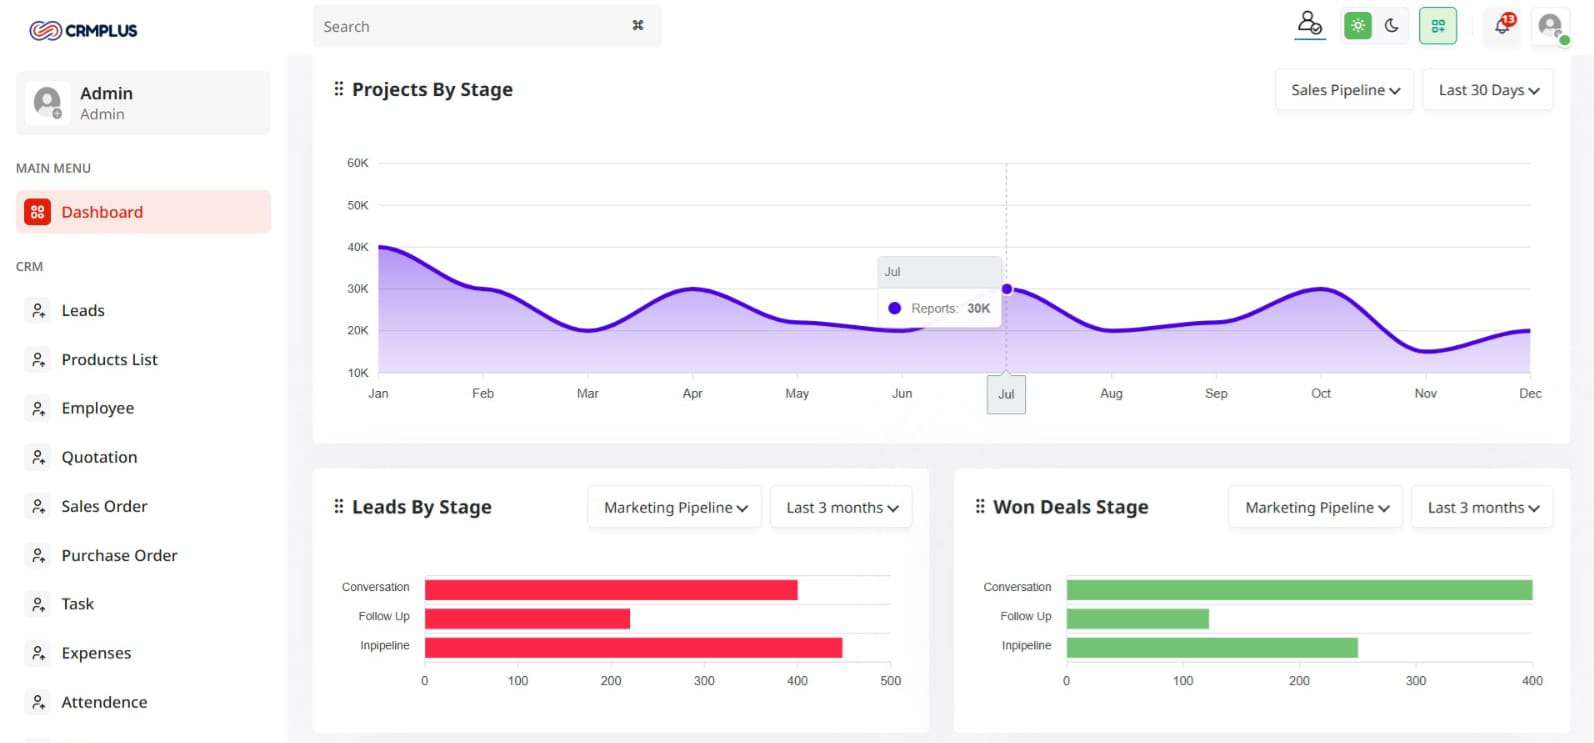 CRMPLUS
Search ⌘
13
Admin
Admin
MAIN MENU
Dashboard
CRM
Leads
Products List
Employee
Quotation
Sales Order
Purchase Order
Task
Expenses
Attendence
Projects By Stage
Sales Pipeline
Last 30 Days
60K
50K
40K
30K
20K
10K
Jul
Reports: 30K
Jan Feb Mar Apr May Jun Jul Aug Sep Oct Nov Dec
Leads By Stage
Marketing Pipeline
Last 3 months
Conversation
Follow Up
Inpipeline
0 100 200 300 400 500
Won Deals Stage
Marketing Pipeline
Last 3 months
Conversation
Follow Up
Inpipeline
0 100 200 300 400